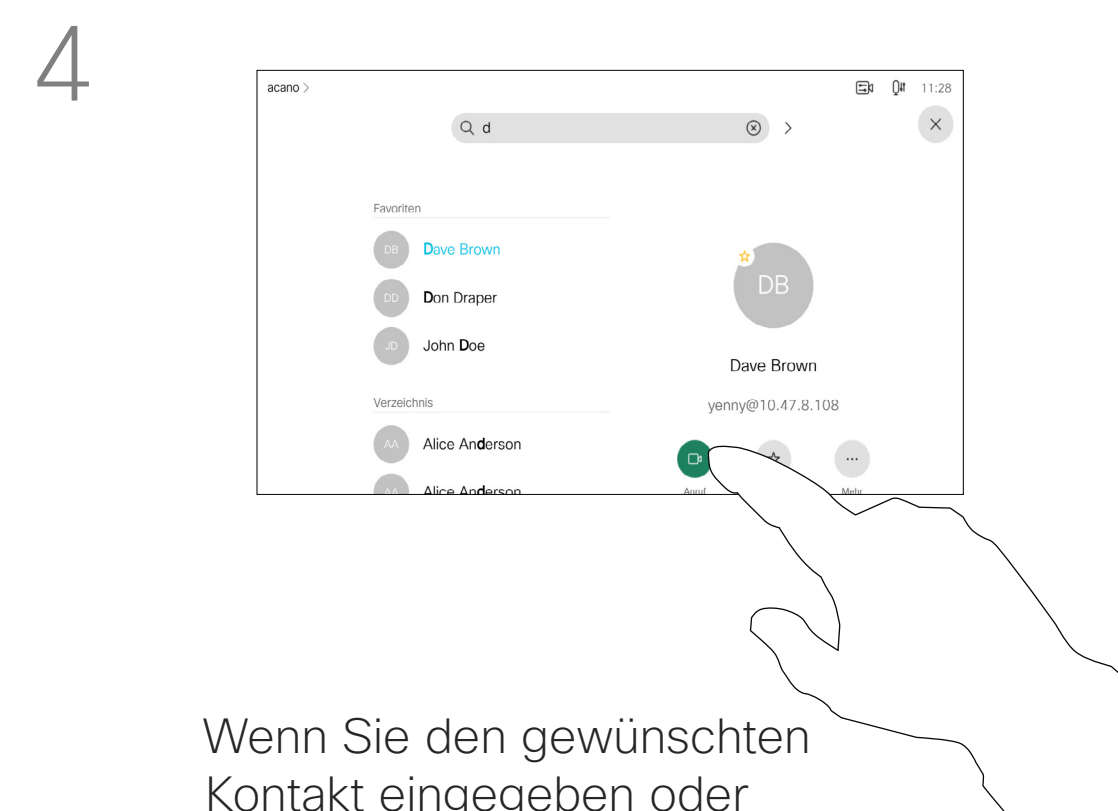 4
acano >
11:28
d
Favoriten
DB Dave Brown
DD Don Draper
JD John Doe
Verzeichnis
AA Alice Anderson
AA Alice Anderson
DB
Dave Brown
yenny@10.47.8.108
Anruf
Mehr
Wenn Sie den gewünschten
Kontakt eingegeben oder